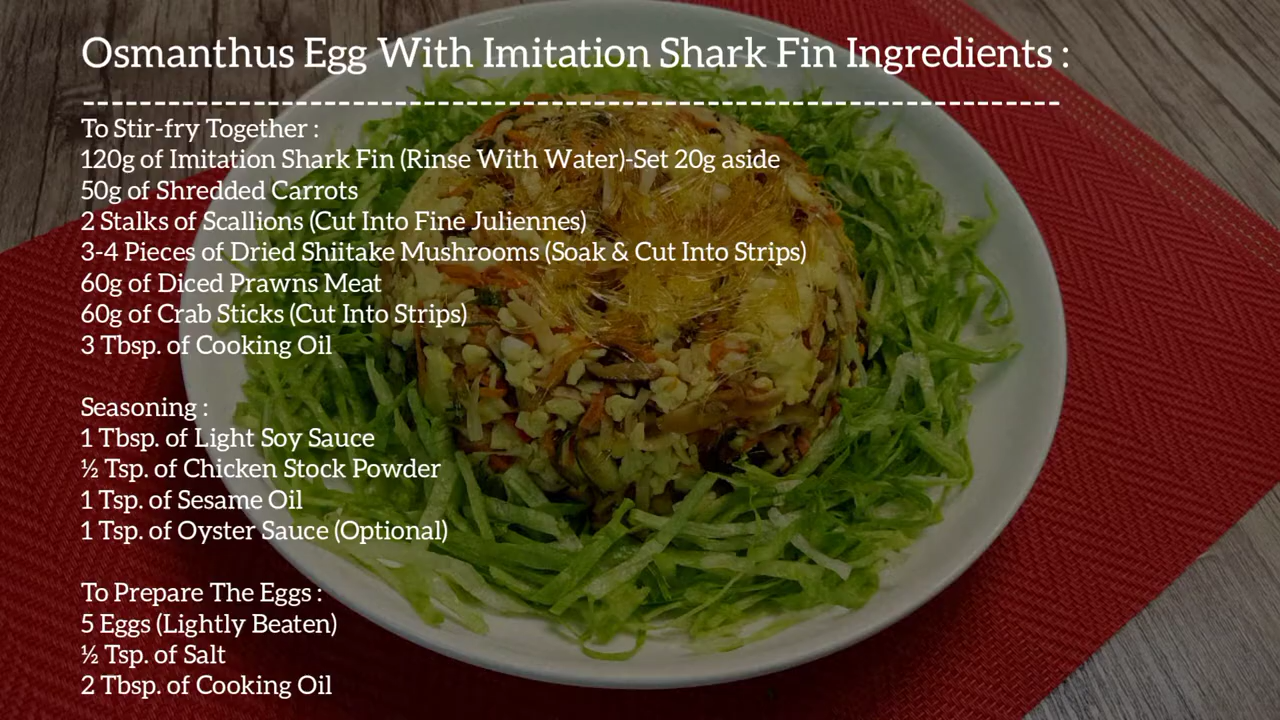 Osmanthus Egg With Imitation Shark Fin Ingredients :
----------------------------------------------------------------------
To Stir-fry Together :
120g of Imitation Shark Fin (Rinse With Water)-Set 20g aside
50g of Shredded Carrots
2 Stalks of Scallions (Cut Into Fine Juliennes)
3-4 Pieces of Dried Shiitake Mushrooms (Soak & Cut Into Strips)
60g of Diced Prawns Meat
60g of Crab Sticks (Cut Into Strips)
3 Tbsp. of Cooking Oil
Seasoning :
1 Tbsp. of Light Soy Sauce
½ Tsp. of Chicken Stock Powder
1 Tsp. of Sesame Oil
1 Tsp. of Oyster Sauce (Optional)
To Prepare The Eggs :
5 Eggs (Lightly Beaten)
½ Tsp. of Salt
2 Tbsp. of Cooking Oil